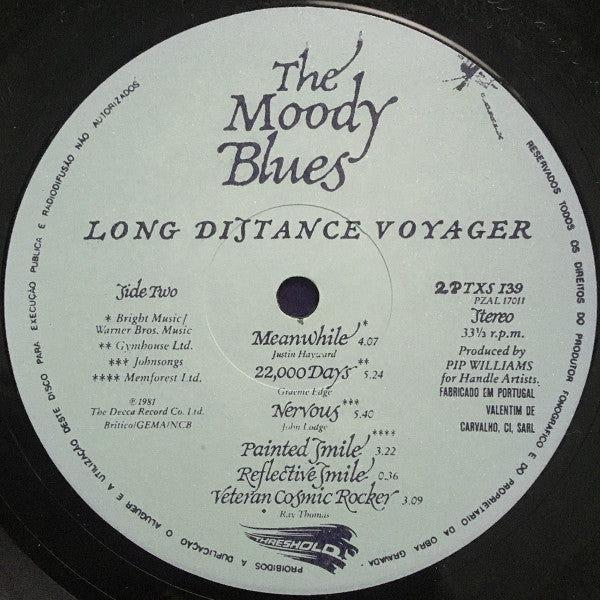 The
Moody
Blues
LONG DISTANCE VOYAGER
Side Two
* Bright Music/
Warner Bros. Music
** Gymhouse Ltd.
*** Johnsongs
**** Memforest Ltd.
℗ 1981
The Decca Record Co. Ltd.
Britico/GEMA/NCB
2PTXS 139
PZAL 17011
Stereo
33⅓ r.p.m.
Produced by
PIP WILLIAMS
for Handle Artists.
FABRICADO EM PORTUGAL
VALENTIM DE
CARVALHO, CI, SARL
Meanwhile* 4.07
Justin Hayward
22,000 Days** 5.24
Graeme Edge
Nervous*** 5.40
John Lodge
****
Painted Smile 3.22
Reflective Smile 0.36
Veteran Cosmic Rocker 3.09
Ray Thomas
THRESHOLD
RESERVADOS TODOS OS DIREITOS DO PRODUTOR FONOGRAFICO E DO PROPRIETARIO DA OBRA GRAVADA · PROIBIDOS A DUPLICAÇÃO O ALUGUER E A UTILIZAÇÃO DESTE DISCO PARA EXECUÇÃO PUBLICA E RADIODIFUSÃO NÃO AUTORIZADOS